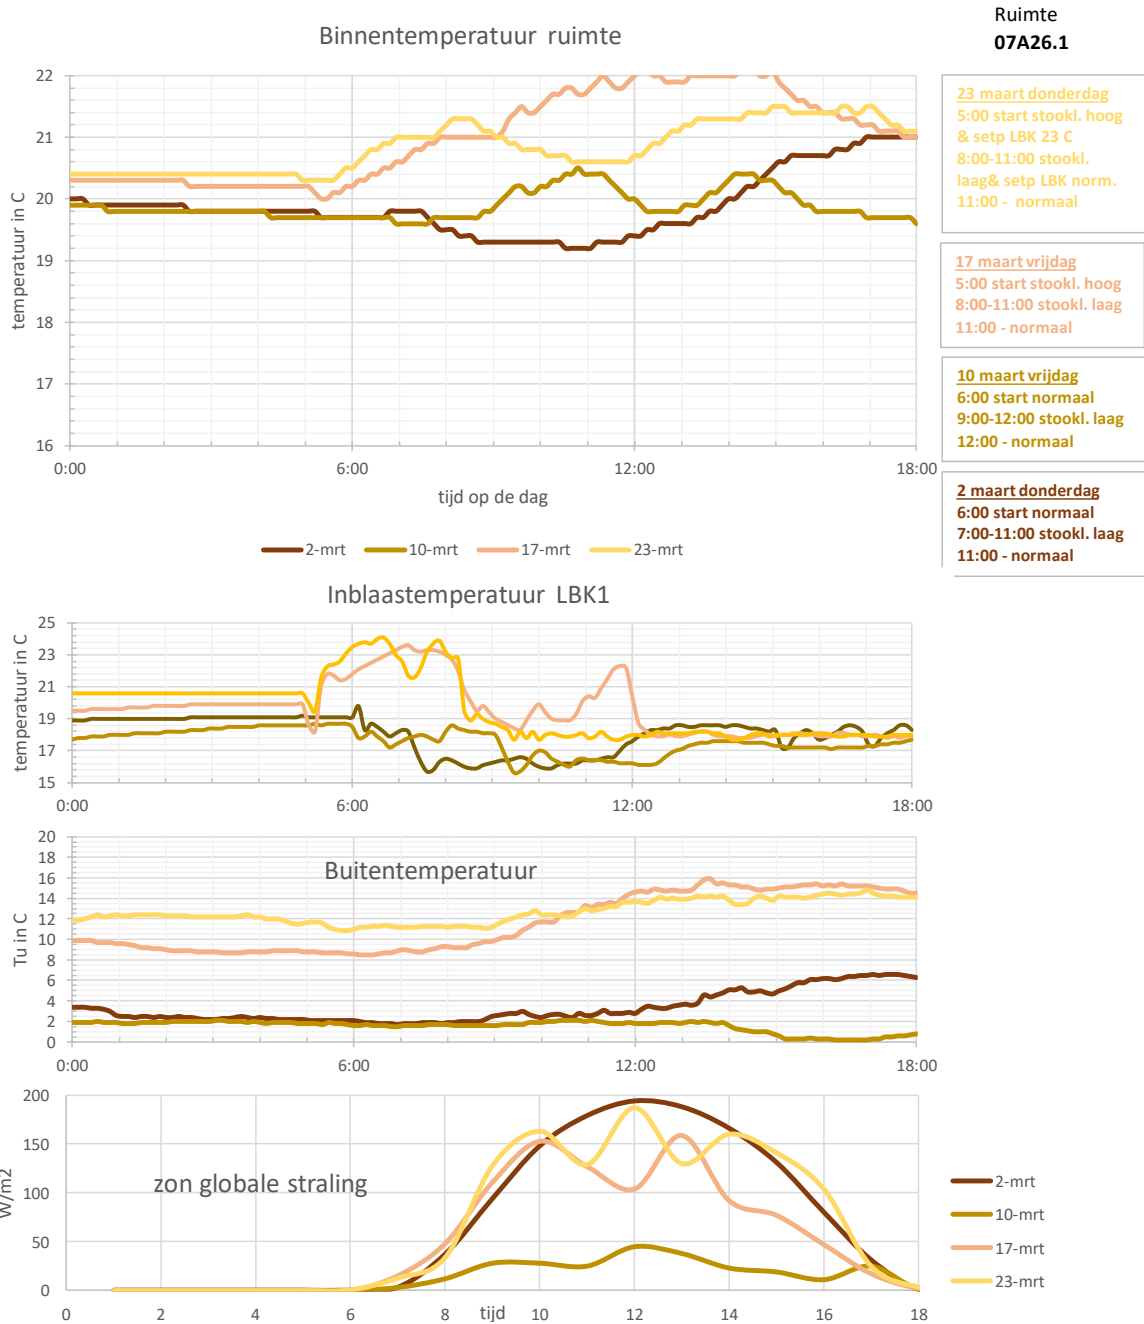 Ruimte
07A26.1
Binnentemperatuur ruimte
temperatuur in C
22
21
20
19
18
17
16
0:00
6:00
12:00
18:00
tijd op de dag
2-mrt
10-mrt
17-mrt
23-mrt
23 maart donderdag
5:00 start stookl. hoog
& setp LBK 23 C
8:00-11:00 stookl.
laag& setp LBK norm.
11:00 - normaal
17 maart vrijdag
5:00 start stookl. hoog
8:00-11:00 stookl. laag
11:00 - normaal
10 maart vrijdag
6:00 start normaal
9:00-12:00 stookl. laag
12:00 - normaal
2 maart donderdag
6:00 start normaal
7:00-11:00 stookl. laag
11:00 - normaal
Inblaastemperatuur LBK1
temperatuur in C
25
23
21
19
17
15
0:00
6:00
12:00
18:00
Buitentemperatuur
Tu in C
20
18
16
14
12
10
8
6
4
2
0
0:00
6:00
12:00
18:00
zon globale straling
W/m2
200
150
100
50
0
0
2
4
6
8
tijd
10
12
14
16
18
2-mrt
10-mrt
17-mrt
23-mrt